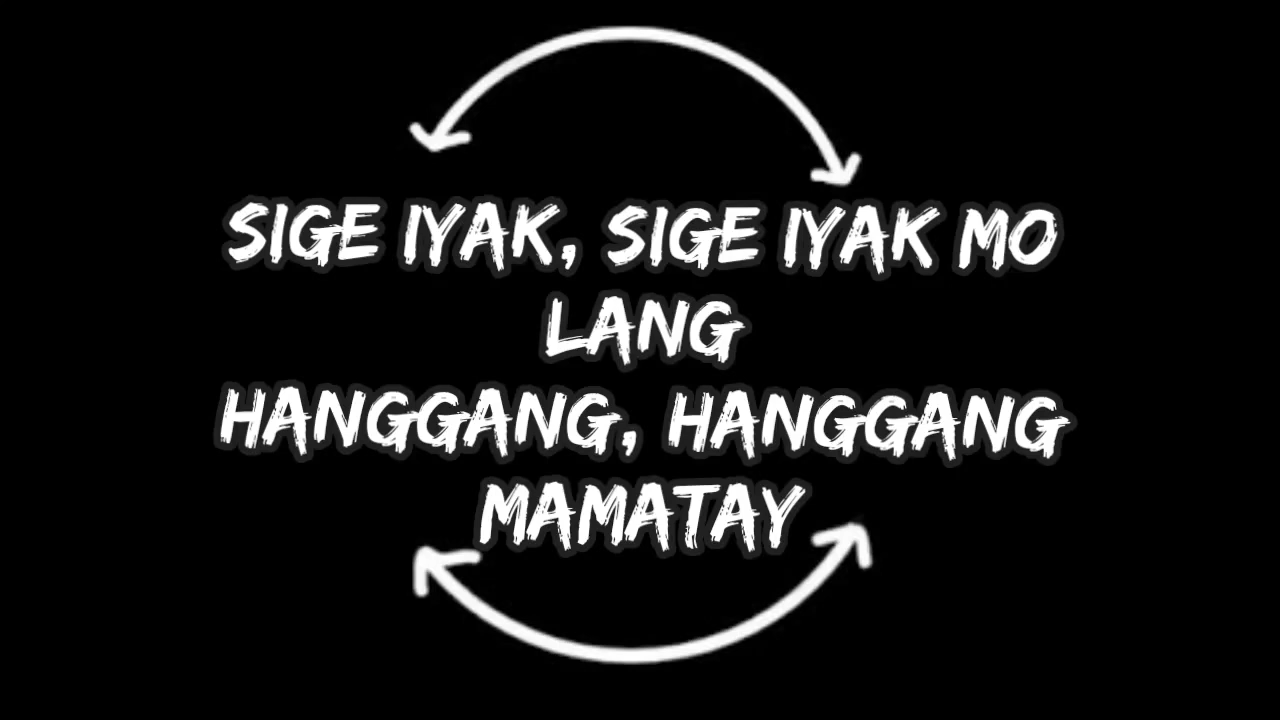 SIGE IYAK, SIGE IYAK MO
LANG
HANGGANG, HANGGANG
MAMATAY